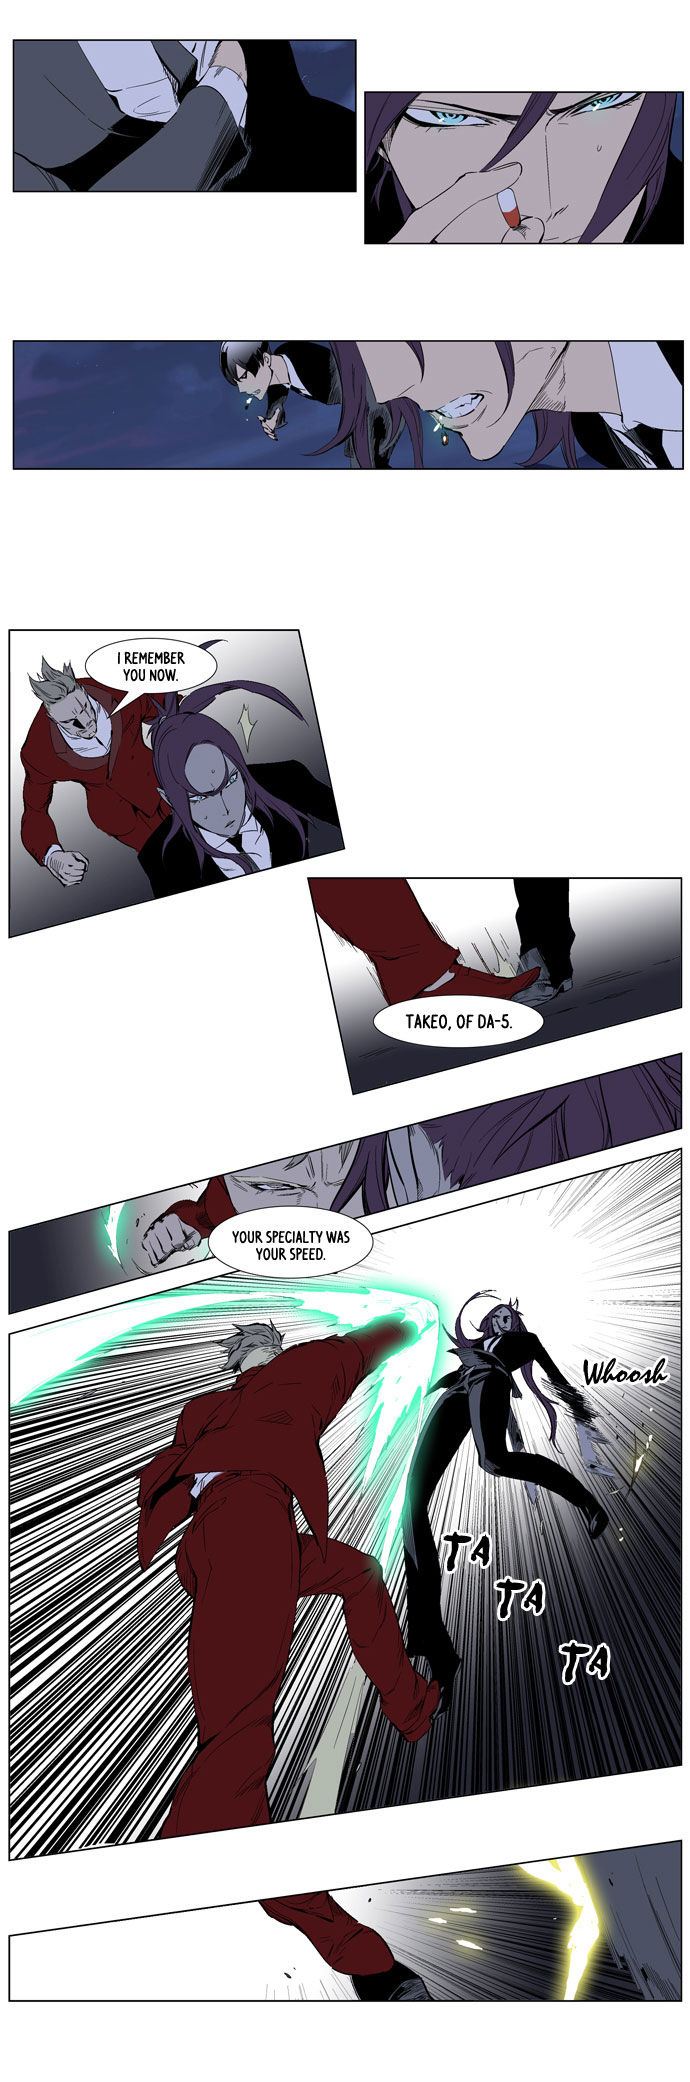 I REMEMBER
YOU NOW.
TAKEO, OF DA-5.
YOUR SPECIALTY WAS
YOUR SPEED.
Whoosh
TA
TA
TA